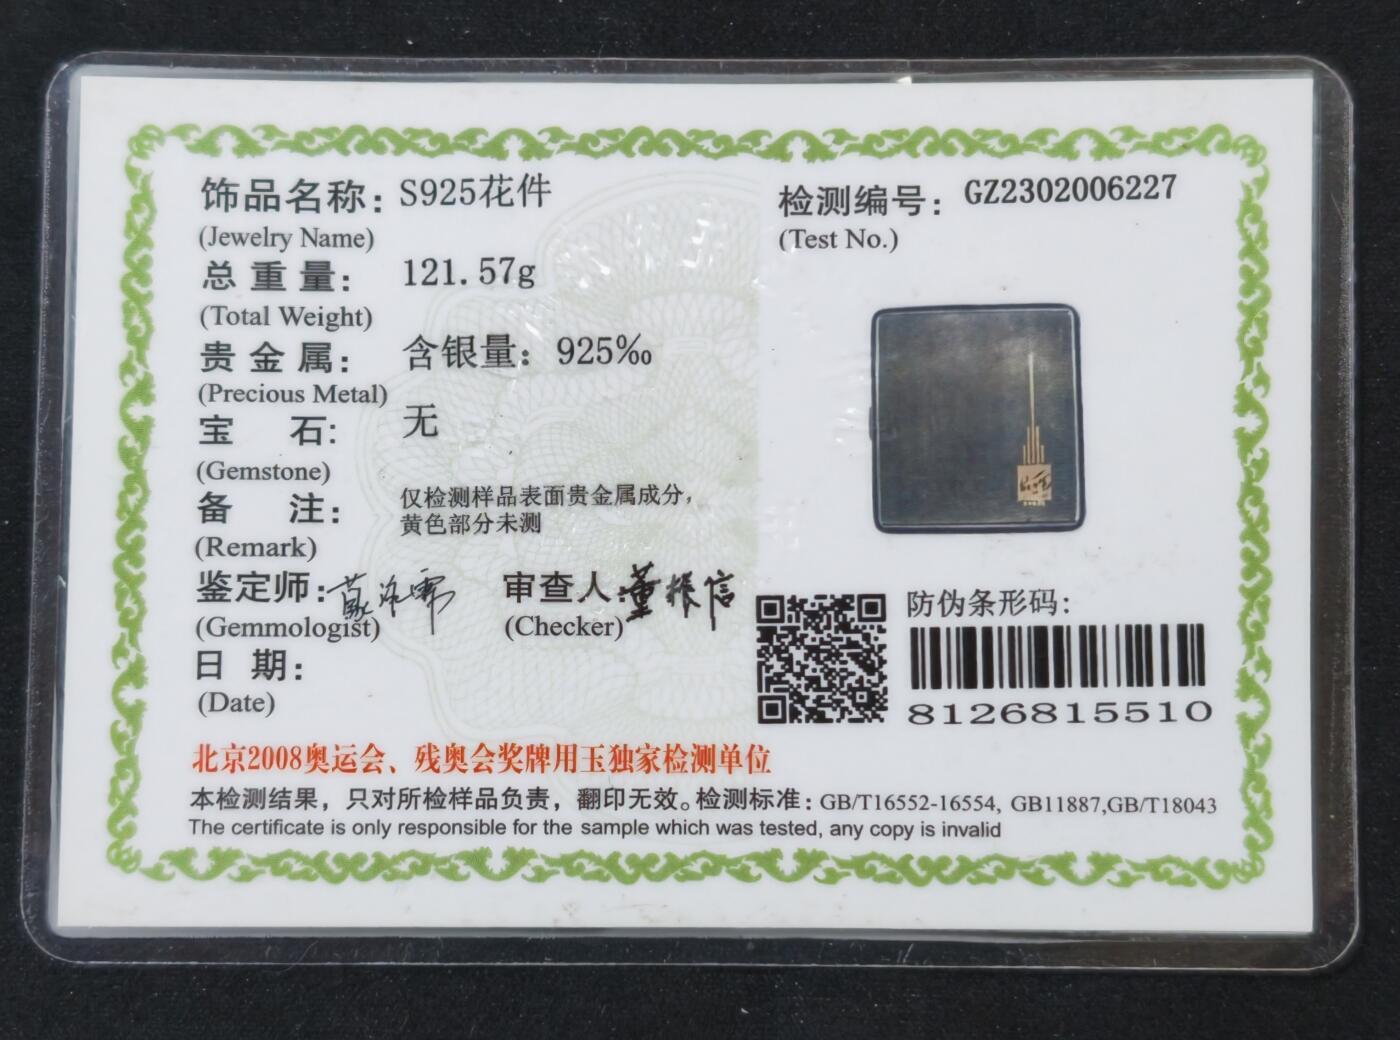 饰品名称: S925花件
(Jewelry Name)
检测编号: GZ2302006227
(Test No.)
总重量: 121.57g
(Total Weight)
贵金属: 含银量: 925‰
(Precious Metal)
宝石: 无
(Gemstone)
备注: 仅检测样品表面贵金属成分,
黄色部分未测
(Remark)
鉴定师: 审查人: 董振信
(Gemmologist) (Checker)
日期:
(Date)
防伪条形码:
8126815510
北京2008奥运会、残奥会奖牌用玉独家检测单位
本检测结果，只对所检样品负责，翻印无效。检测标准: GB/T16552-16554, GB11887,GB/T18043
The certificate is only responsible for the sample which was tested, any copy is invalid